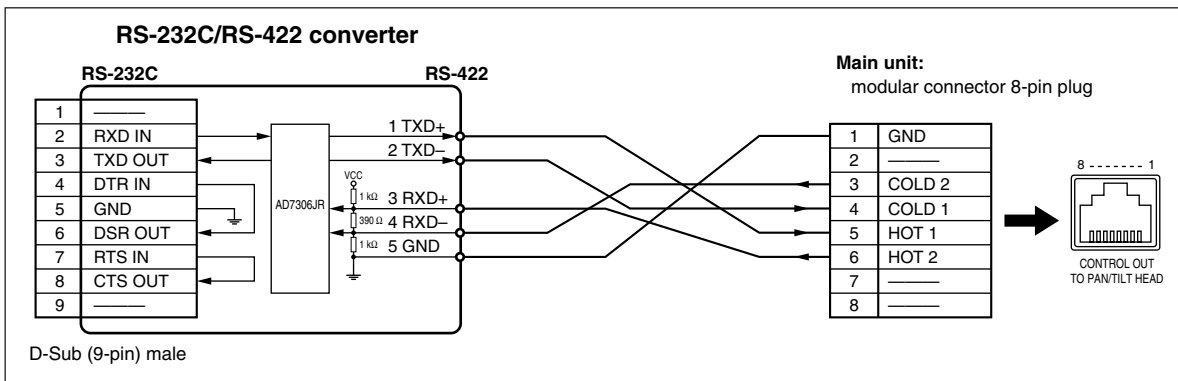 RS-232C/RS-422 converter
RS-232C
RS-422
1 ———
2 RXD IN
3 TXD OUT
4 DTR IN
5 GND
6 DSR OUT
7 RTS IN
8 CTS OUT
9 ———
D-Sub (9-pin) male
AD7306JR
VCC
1 kΩ
390 Ω
1 kΩ
1 TXD+
2 TXD–
3 RXD+
4 RXD–
5 GND
Main unit:
modular connector 8-pin plug
1 GND
2 ———
3 COLD 2
4 COLD 1
5 HOT 1
6 HOT 2
7 ———
8 ———
8 ------- 1
CONTROL OUT
TO PAN/TILT HEAD